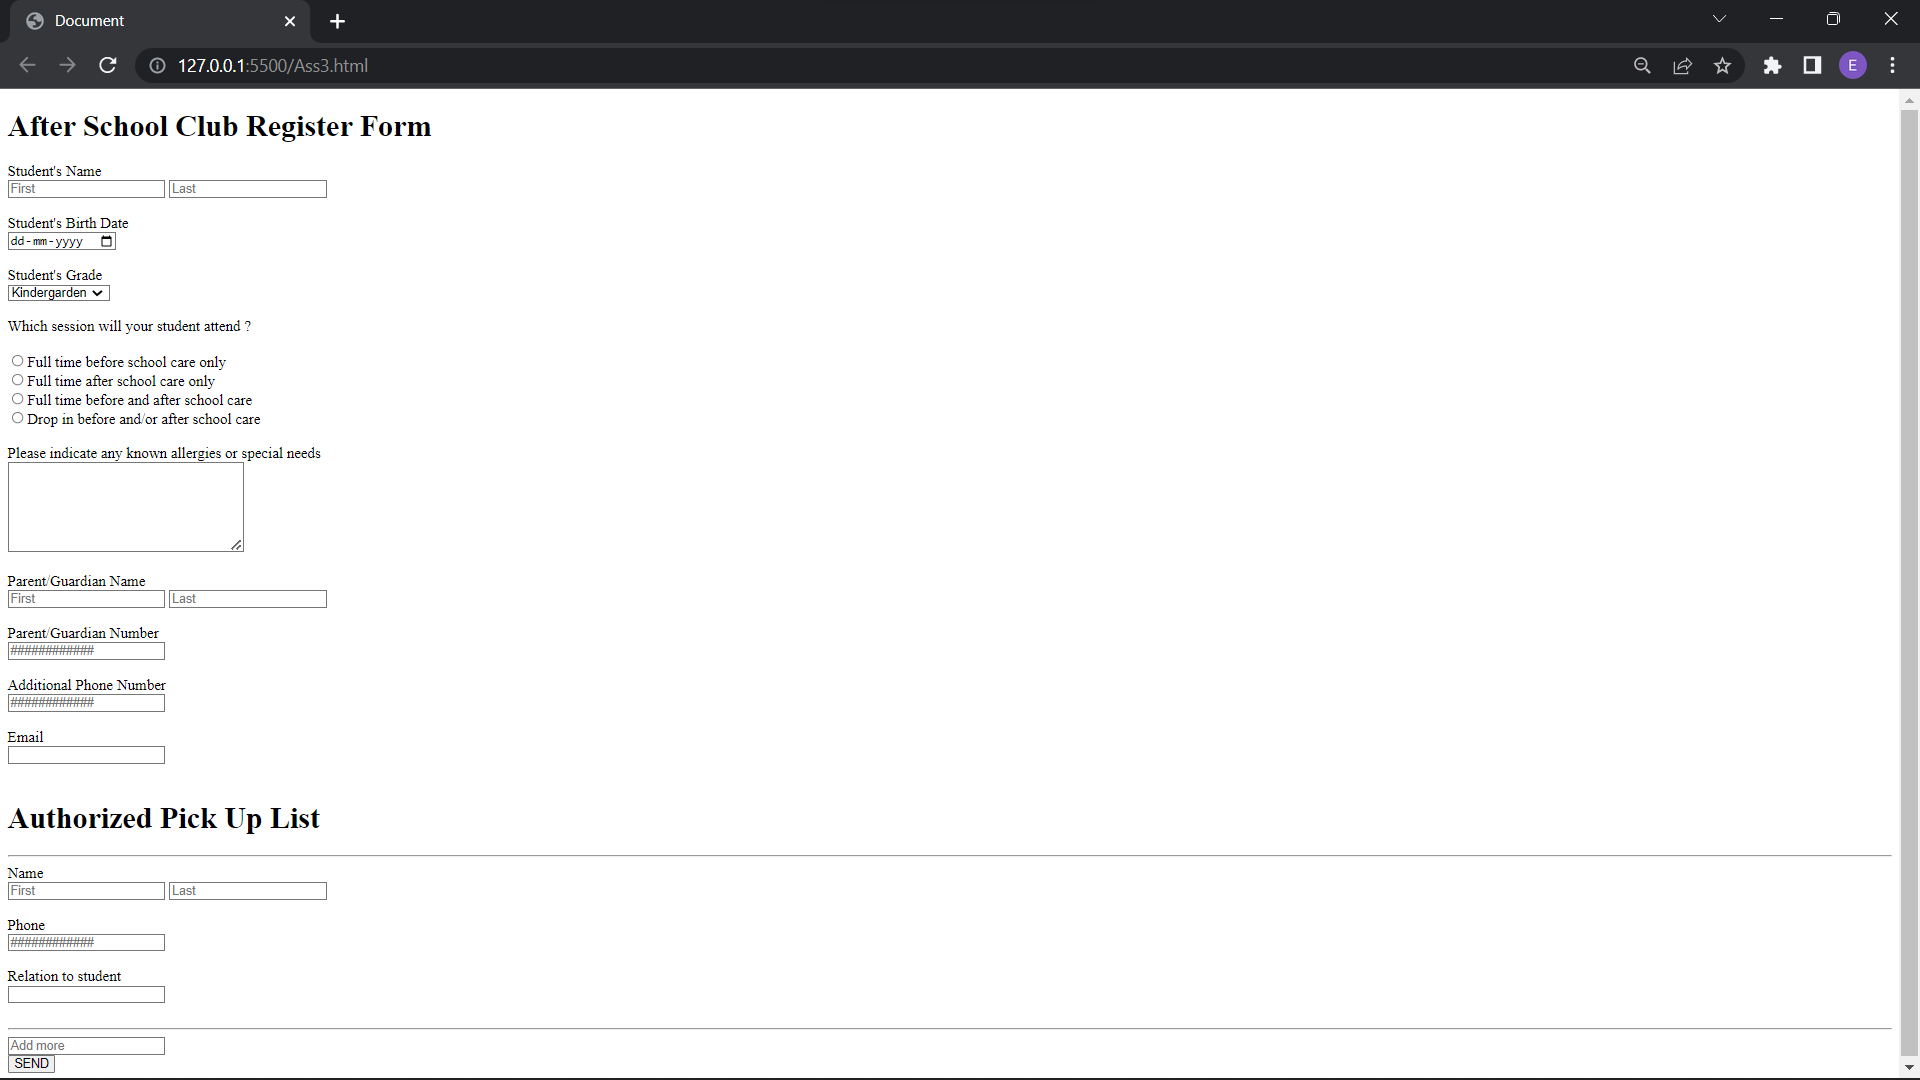 Document
127.0.0.1:5500/Ass3.html
E
After School Club Register Form
Student's Name
First Last
Student's Birth Date
dd-mm-yyyy
Student's Grade
Kindergarden
Which session will your student attend ?
Full time before school care only
Full time after school care only
Full time before and after school care
Drop in before and/or after school care
Please indicate any known allergies or special needs
Parent/Guardian Name
First Last
Parent/Guardian Number
############
Additional Phone Number
############
Email
Authorized Pick Up List
Name
First Last
Phone
############
Relation to student
Add more
SEND